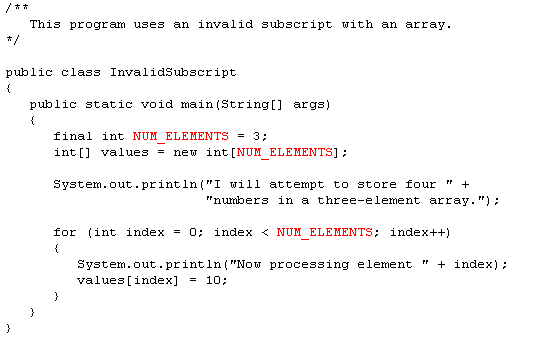 /**
   This program uses an invalid subscript with an array.
*/
public class InvalidSubscript
{
   public static void main(String[] args)
   {
      final int NUM_ELEMENTS = 3;
      int[] values = new int[NUM_ELEMENTS];
      System.out.println("I will attempt to store four " +
                         "numbers in a three-element array.");
      for (int index = 0; index < NUM_ELEMENTS; index++)
      {
         System.out.println("Now processing element " + index);
         values[index] = 10;
      }
   }
}